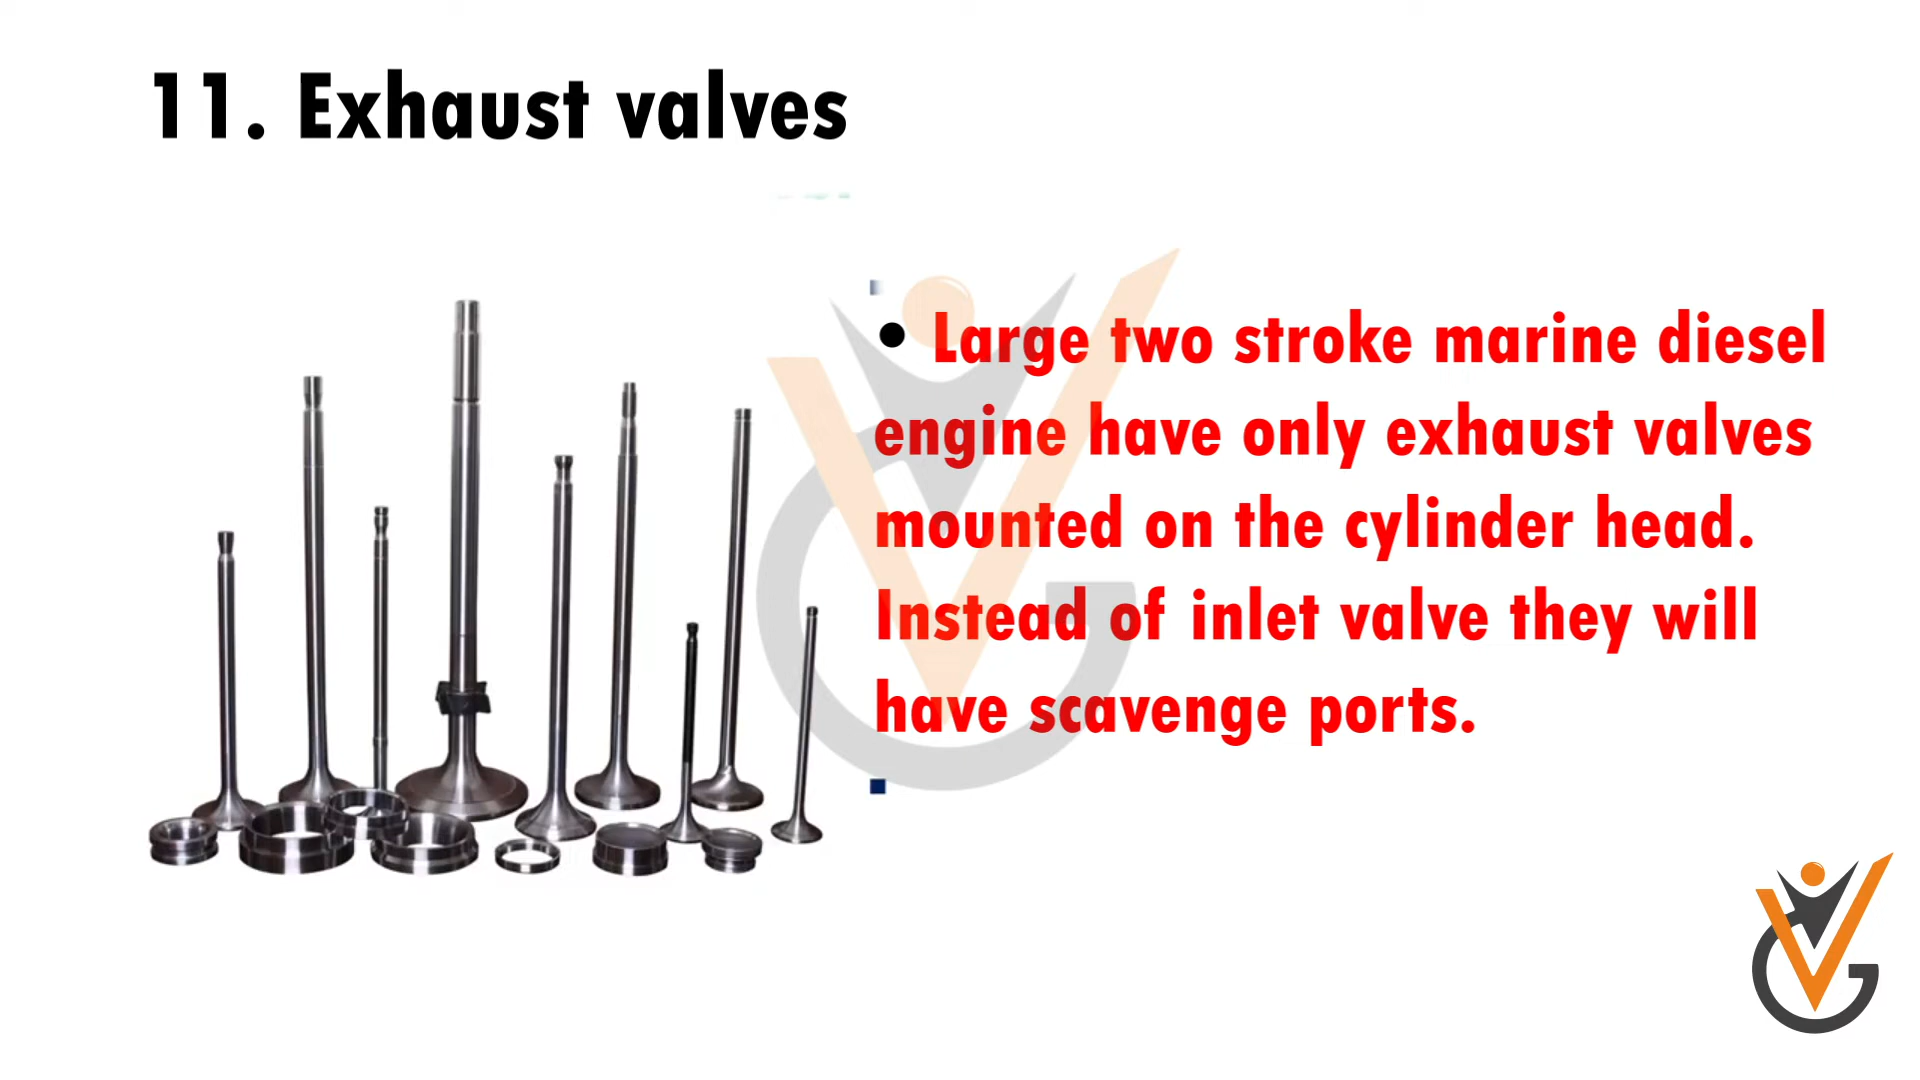 11. Exhaust valves
• Large two stroke marine diesel
engine have only exhaust valves
mounted on the cylinder head.
Instead of inlet valve they will
have scavenge ports.